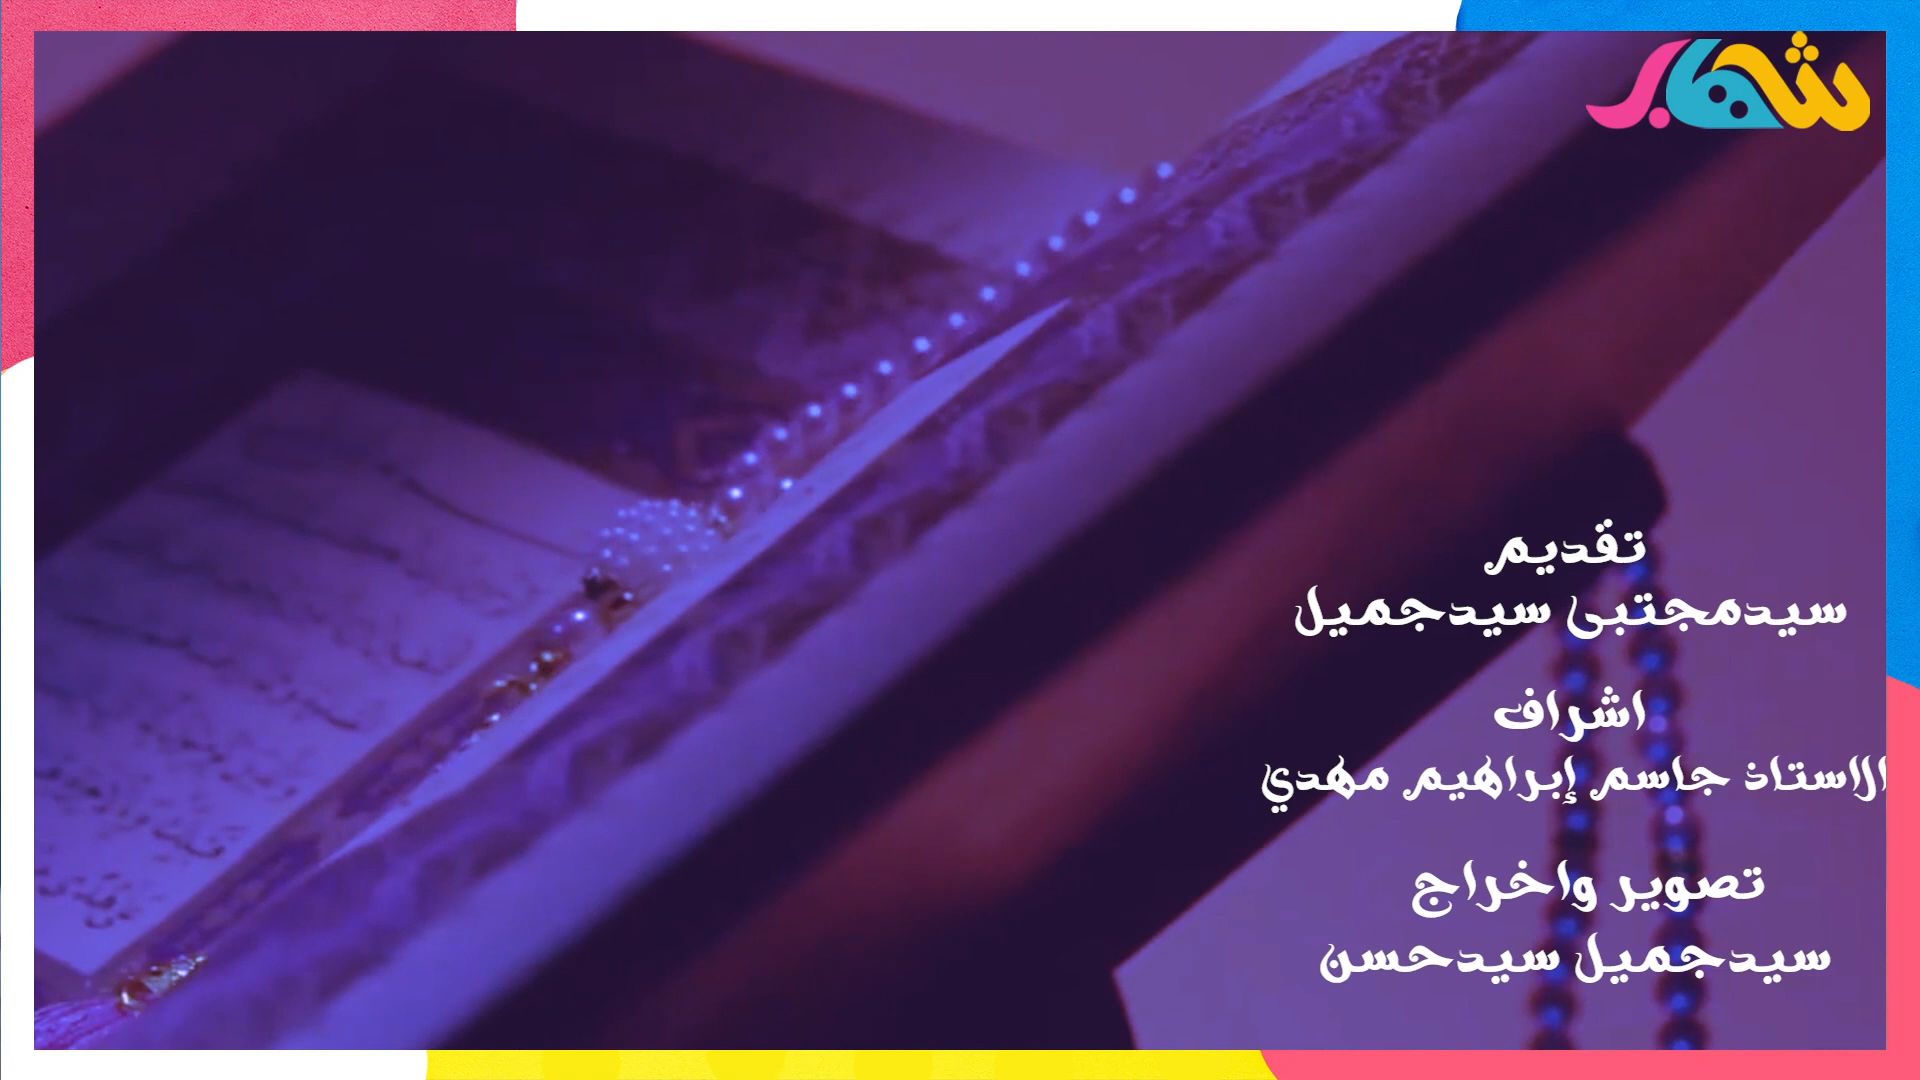 شهاب
تقديم
سيدمجتبى سيدجميل
اشراف
الاستاذ جاسم إبراهيم مهدي
تصوير واخراج
سيدجميل سيدحسن